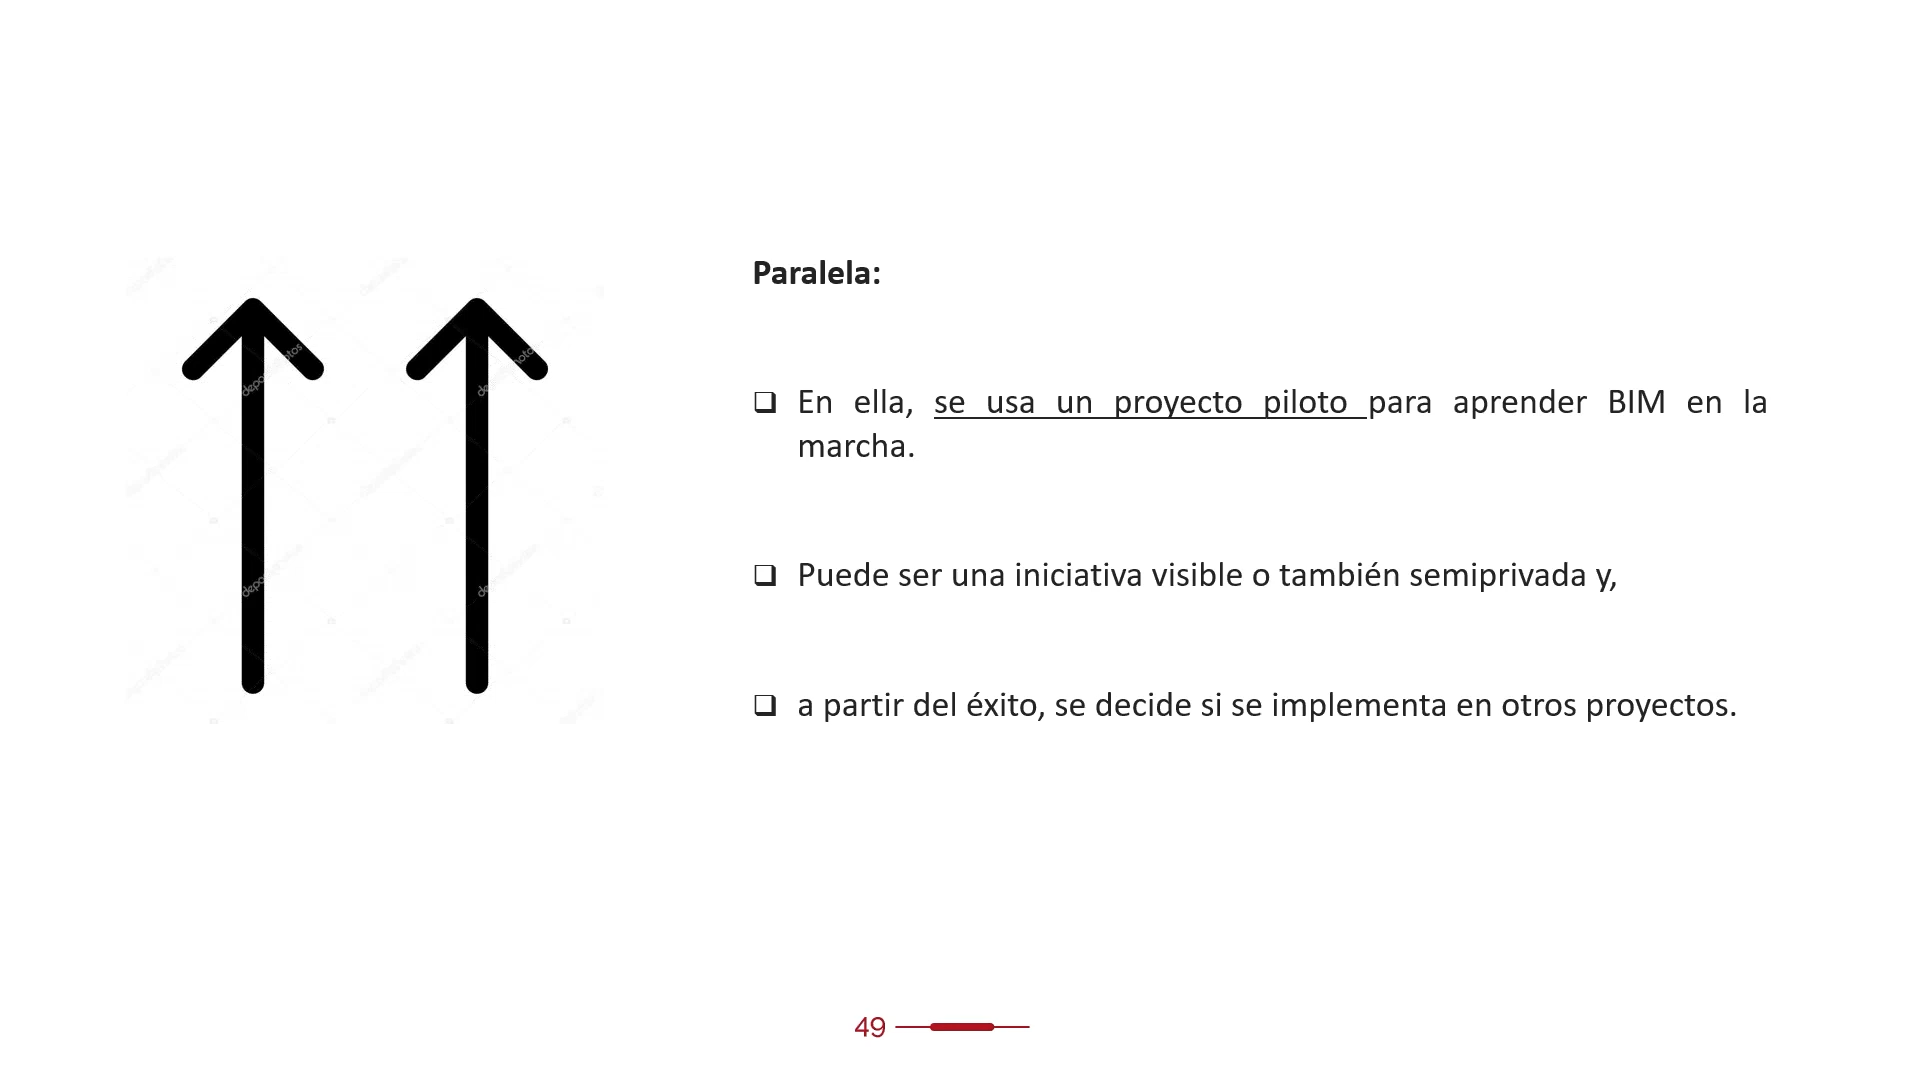 Paralela:
En ella, se usa un proyecto piloto para aprender BIM en la
marcha.
Puede ser una iniciativa visible o también semiprivada y,
a partir del éxito, se decide si se implementa en otros proyectos.
49